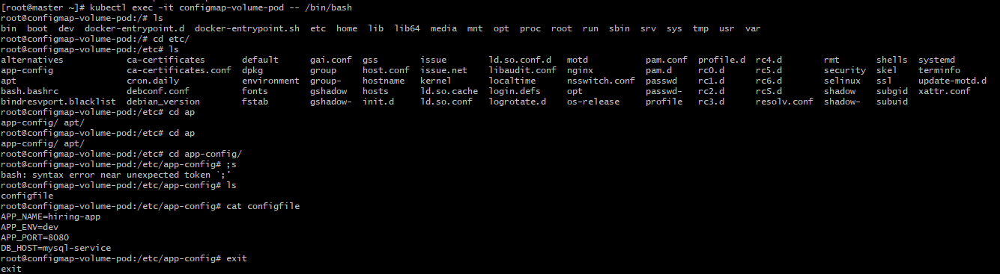 [root@master ~]# kubectl exec -it configmap-volume-pod -- /bin/bash
root@configmap-volume-pod:/# ls
bin  boot  dev  docker-entrypoint.d  docker-entrypoint.sh  etc  home  lib  lib64  media  mnt  opt  proc  root  run  sbin  srv  sys  tmp  usr  var
root@configmap-volume-pod:/# cd etc/
root@configmap-volume-pod:/etc# ls
alternatives  ca-certificates  default  gai.conf  gss  issue  ld.so.conf.d  motd  pam.conf  profile.d  rc4.d  rmt  shells  systemd
app-config  ca-certificates.conf  dpkg  group  host.conf  issue.net  libaudit.conf  nginx  pam.d  rc0.d  rc5.d  security  skel  terminfo
apt  cron.daily  environment  group-  hostname  kernel  localtime  nsswitch.conf  passwd  rc1.d  rc6.d  selinux  ssl  update-motd.d
bash.bashrc  debconf.conf  fonts  gshadow  hosts  ld.so.cache  login.defs  opt  passwd-  rc2.d  rcS.d  shadow  subgid  xattr.conf
bindresvport.blacklist  debian_version  fstab  gshadow-  init.d  ld.so.conf  logrotate.d  os-release  profile  rc3.d  resolv.conf  shadow-  subuid
root@configmap-volume-pod:/etc# cd ap
app-config/ apt/
root@configmap-volume-pod:/etc# cd ap
app-config/ apt/
root@configmap-volume-pod:/etc# cd app-config/
root@configmap-volume-pod:/etc/app-config# ;s
bash: syntax error near unexpected token `;'
root@configmap-volume-pod:/etc/app-config# ls
configfile
root@configmap-volume-pod:/etc/app-config# cat configfile
APP_NAME=hiring-app
APP_ENV=dev
APP_PORT=8080
DB_HOST=mysql-service
root@configmap-volume-pod:/etc/app-config# exit
exit